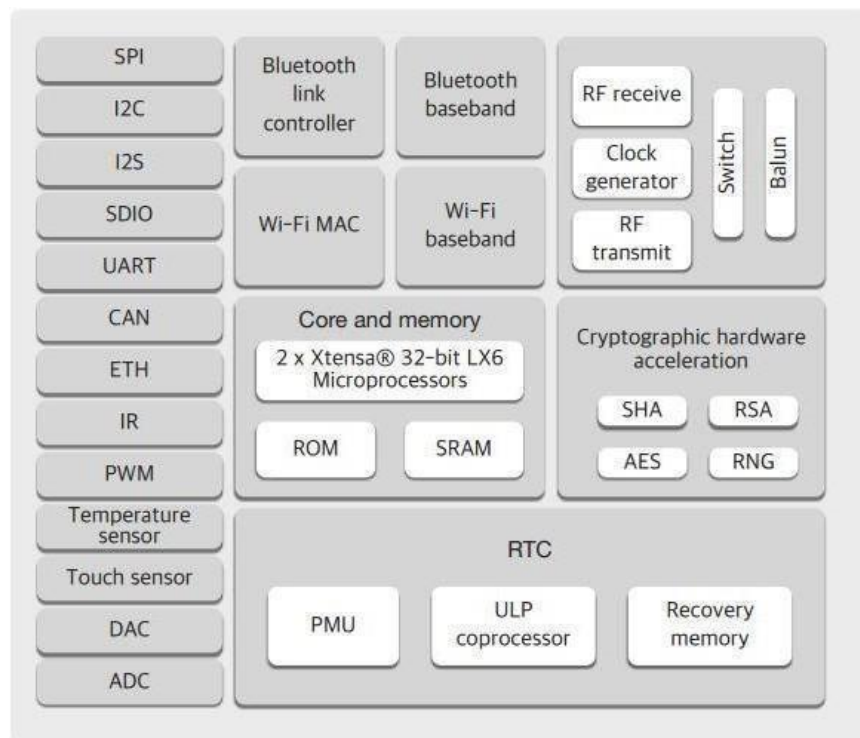 SPI
I2C
I2S
SDIO
UART
CAN
ETH
IR
PWM
Temperature
sensor
Touch sensor
DAC
ADC
Bluetooth
link
controller
Bluetooth
baseband
Wi-Fi MAC
Wi-Fi
baseband
RF receive
Clock
generator
RF
transmit
Switch
Balun
Core and memory
2 x Xtensa® 32-bit LX6
Microprocessors
ROM
SRAM
Cryptographic hardware
acceleration
SHA
RSA
AES
RNG
RTC
PMU
ULP
coprocessor
Recovery
memory